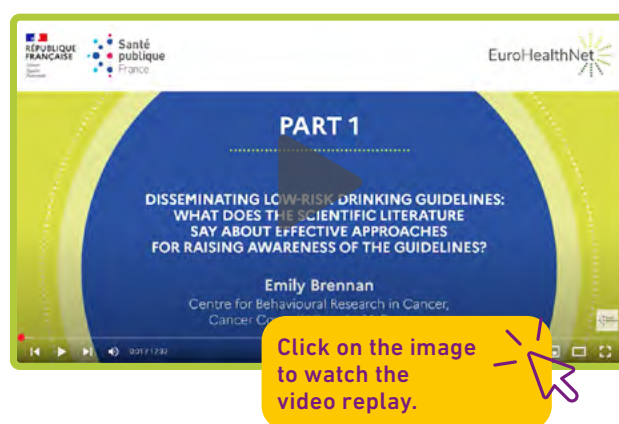 RÉPUBLIQUE
FRANÇAISE
Santé
publique
France
EuroHealthNet
PART 1
DISSEMINATING LOW-RISK DRINKING GUIDELINES:
WHAT DOES THE SCIENTIFIC LITERATURE
SAY ABOUT EFFECTIVE APPROACHES
FOR RAISING AWARENESS OF THE GUIDELINES?
Emily Brennan
Centre for Behavioural Research in Cancer,
Cancer
Click on the image
to watch the
video replay.